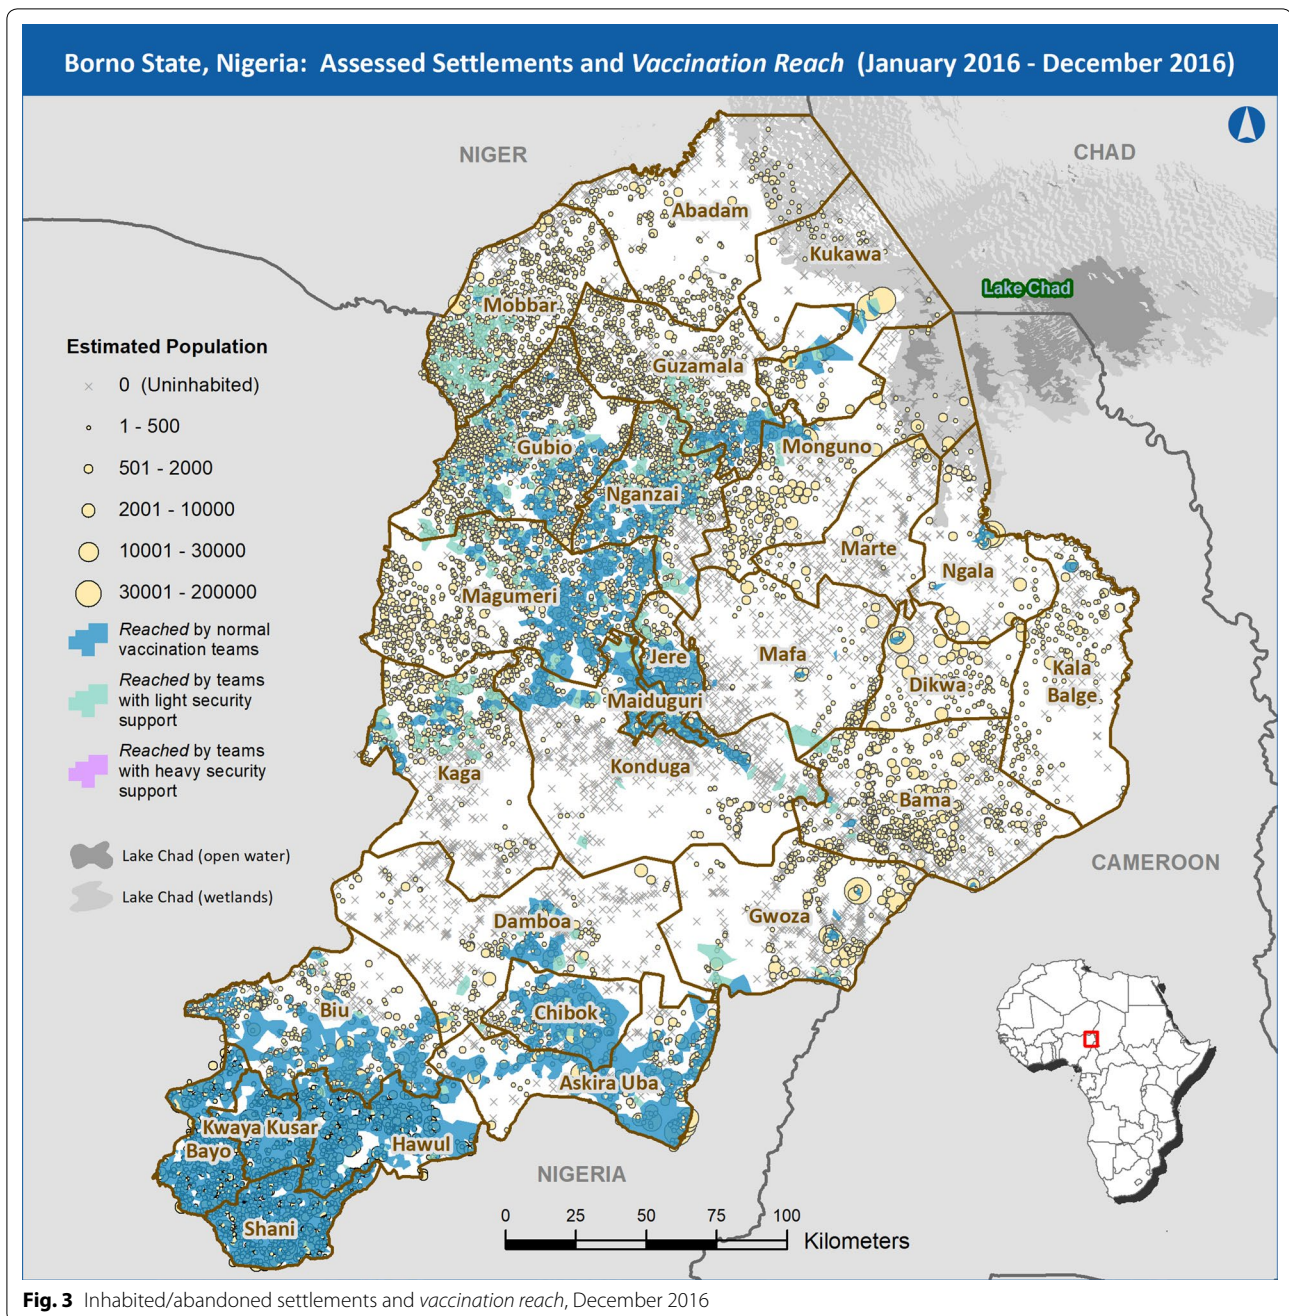 Borno State, Nigeria: Assessed Settlements and Vaccination Reach (January 2016 - December 2016)
NIGER
CHAD
Abadam
Kukawa
Lake Chad
Mobbar
Estimated Population
0 (Uninhabited)
1 - 500
501 - 2000
2001 - 10000
10001 - 30000
30001 - 200000
Reached by normal
vaccination teams
Reached by teams
with light security
support
Reached by teams
with heavy security
support
Lake Chad (open water)
Lake Chad (wetlands)
Guzamala
Gubio
Monguno
Nganzai
Marte
Ngala
Magumeri
Jere
Mafa
Kala
Balge
Dikwa
Maiduguri
Konduga
Kaga
Bama
CAMEROON
Damboa
Gwoza
Biu
Chibok
Askira Uba
Kwaya Kusar
Bayo
Hawul
NIGERIA
Shani
0 25 50 75 100
Kilometers
Fig. 3 Inhabited/abandoned settlements and vaccination reach, December 2016